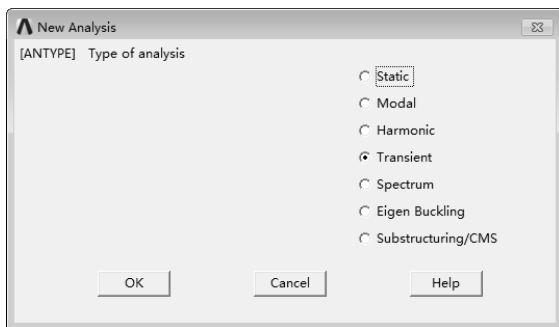 New Analysis
[ANTYPE] Type of analysis
Static
Modal
Harmonic
Transient
Spectrum
Eigen Buckling
Substructuring/CMS
OK Cancel Help